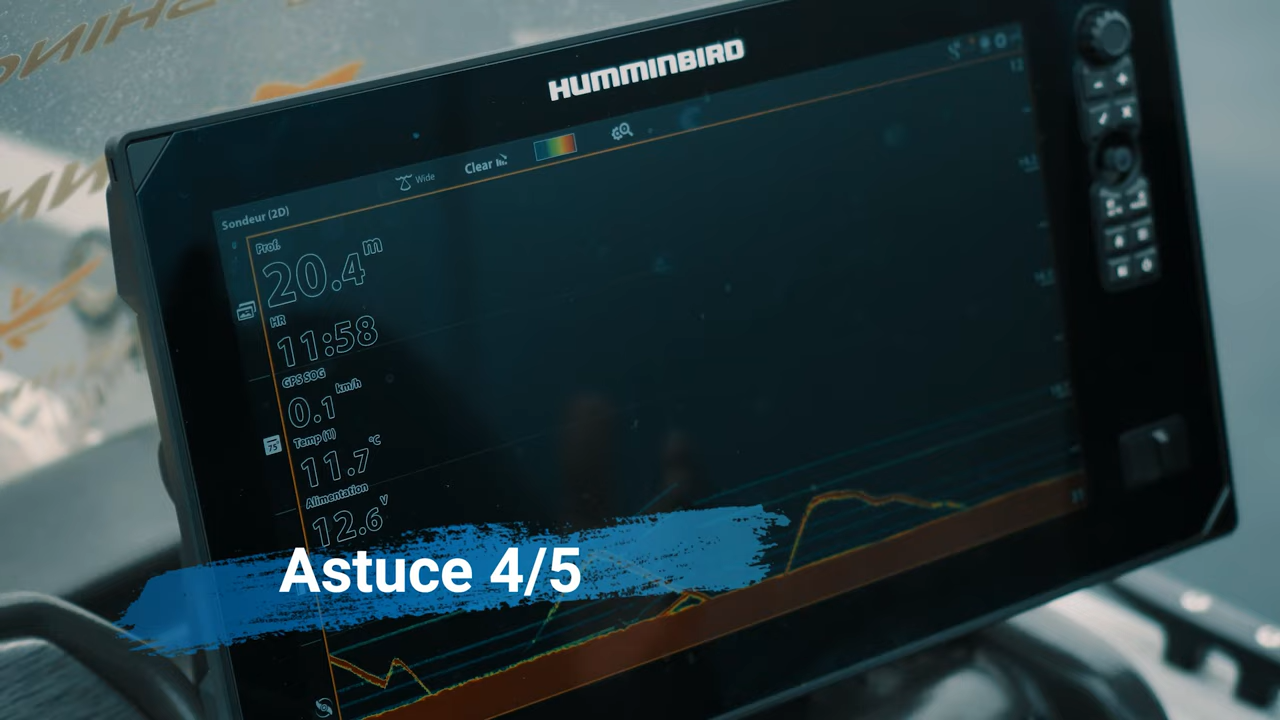 HUMMINBIRD
Wide
Clear
Sondeur (2D)
Prof.
20.4 m
HR
11:58
GPS SOG
0.1 km/h
Temp (1)
11.7 °C
Alimentation
12.6 V
Astuce 4/5